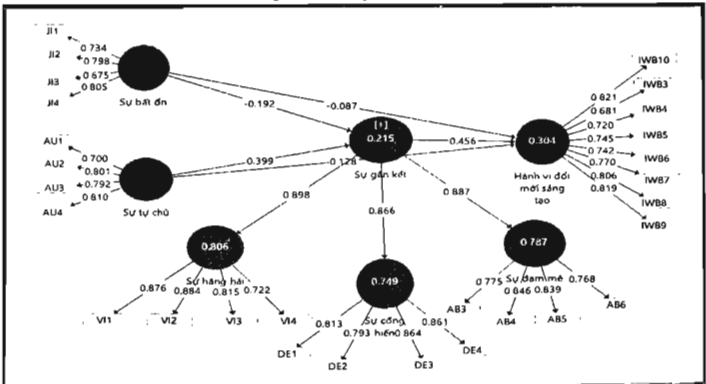 JI1
0.734
JI2
0.798
JI3
0.675
JI4
0.805
Sự bất ổn
-0.192
-0.087
AU1
0.700
AU2
0.801
AU3
0.792
AU4
0.810
Sự tự chủ
0.399
0.128
[+]
0.215
Sự gắn kết
0.456
0.304
Hành vi đổi
mới sáng
tạo
IWB10
0.821
IWB3
0.681
IWB4
0.720
IWB5
0.745
IWB6
0.742
IWB7
0.770
IWB8
0.806
IWB9
0.819
0.898
0.866
0.887
0.806
Sự hăng hái
0.876
0.884
0.815
0.722
VI1
VI2
VI3
VI4
0.749
Sự cống
hiến
0.813
0.793
0.864
0.861
DE1
DE2
DE3
DE4
0.787
Sự đam mê
0.775
0.846
0.839
0.768
AB3
AB4
AB5
AB6